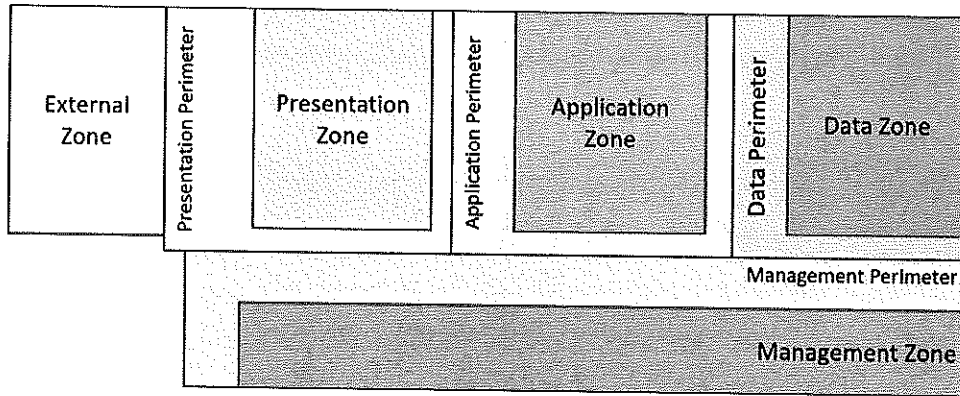 External
Zone
Presentation Perimeter
Presentation
Zone
Application Perimeter
Application
Zone
Data Perimeter
Data Zone
Management Perimeter
Management Zone